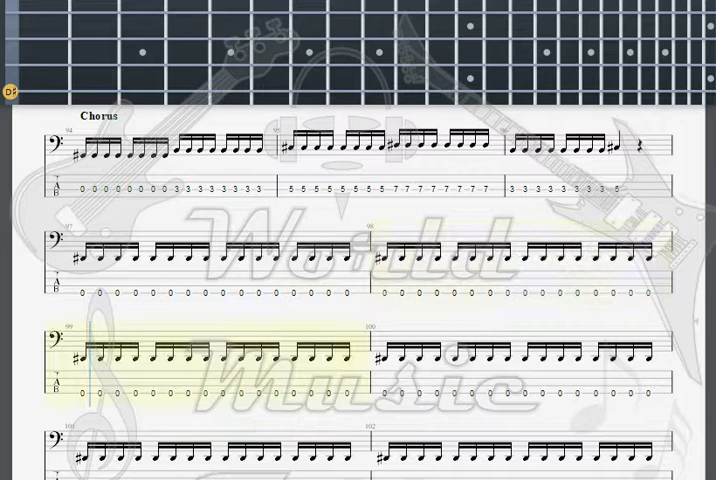 D♯
Chorus
94 95 96
T A B 0 0 0 0 0 0 0 0 3 3 3 3 3 3 3 3 5 5 5 5 5 5 5 5 7 7 7 7 7 7 7 7 3 3 3 3 3 3 3 3 5
World
97 98
T A B 0 0 0 0 0 0 0 0 0 0 0 0 0 0 0 0 0 0 0 0 0 0 0 0 0 0 0 0 0 0 0 0
99 100
Music
T A B 0 0 0 0 0 0 0 0 0 0 0 0 0 0 0 0 0 0 0 0 0 0 0 0 0 0 0 0 0 0 0 0
101 102